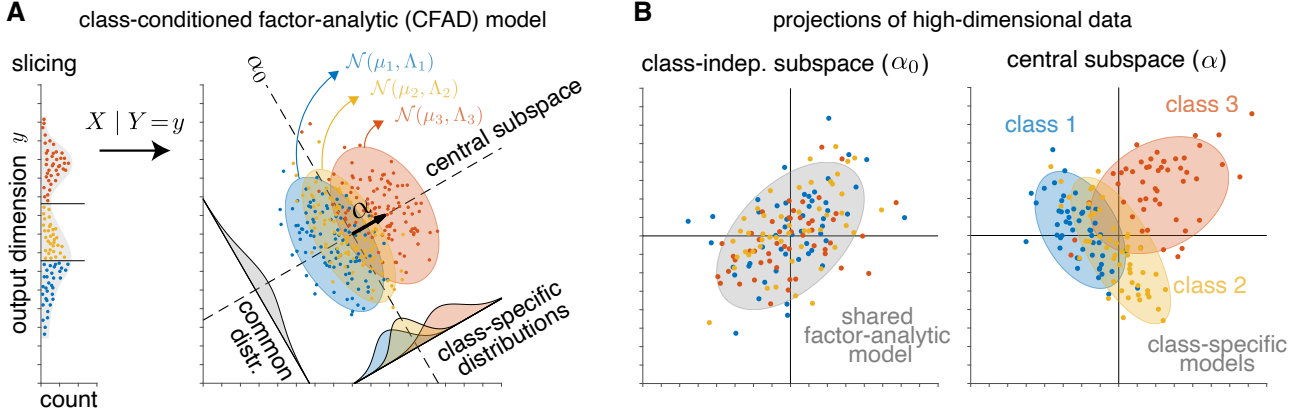 A
class-conditioned factor-analytic (CFAD) model
slicing
output dimension y
count
X | Y = y
α₀
𝒩(μ₁, Λ₁)
𝒩(μ₂, Λ₂)
𝒩(μ₃, Λ₃)
central subspace
α
common
distr.
class-specific
distributions
B
projections of high-dimensional data
class-indep. subspace (α₀)
shared
factor-analytic
model
central subspace (α)
class 3
class 1
class 2
class-specific
models